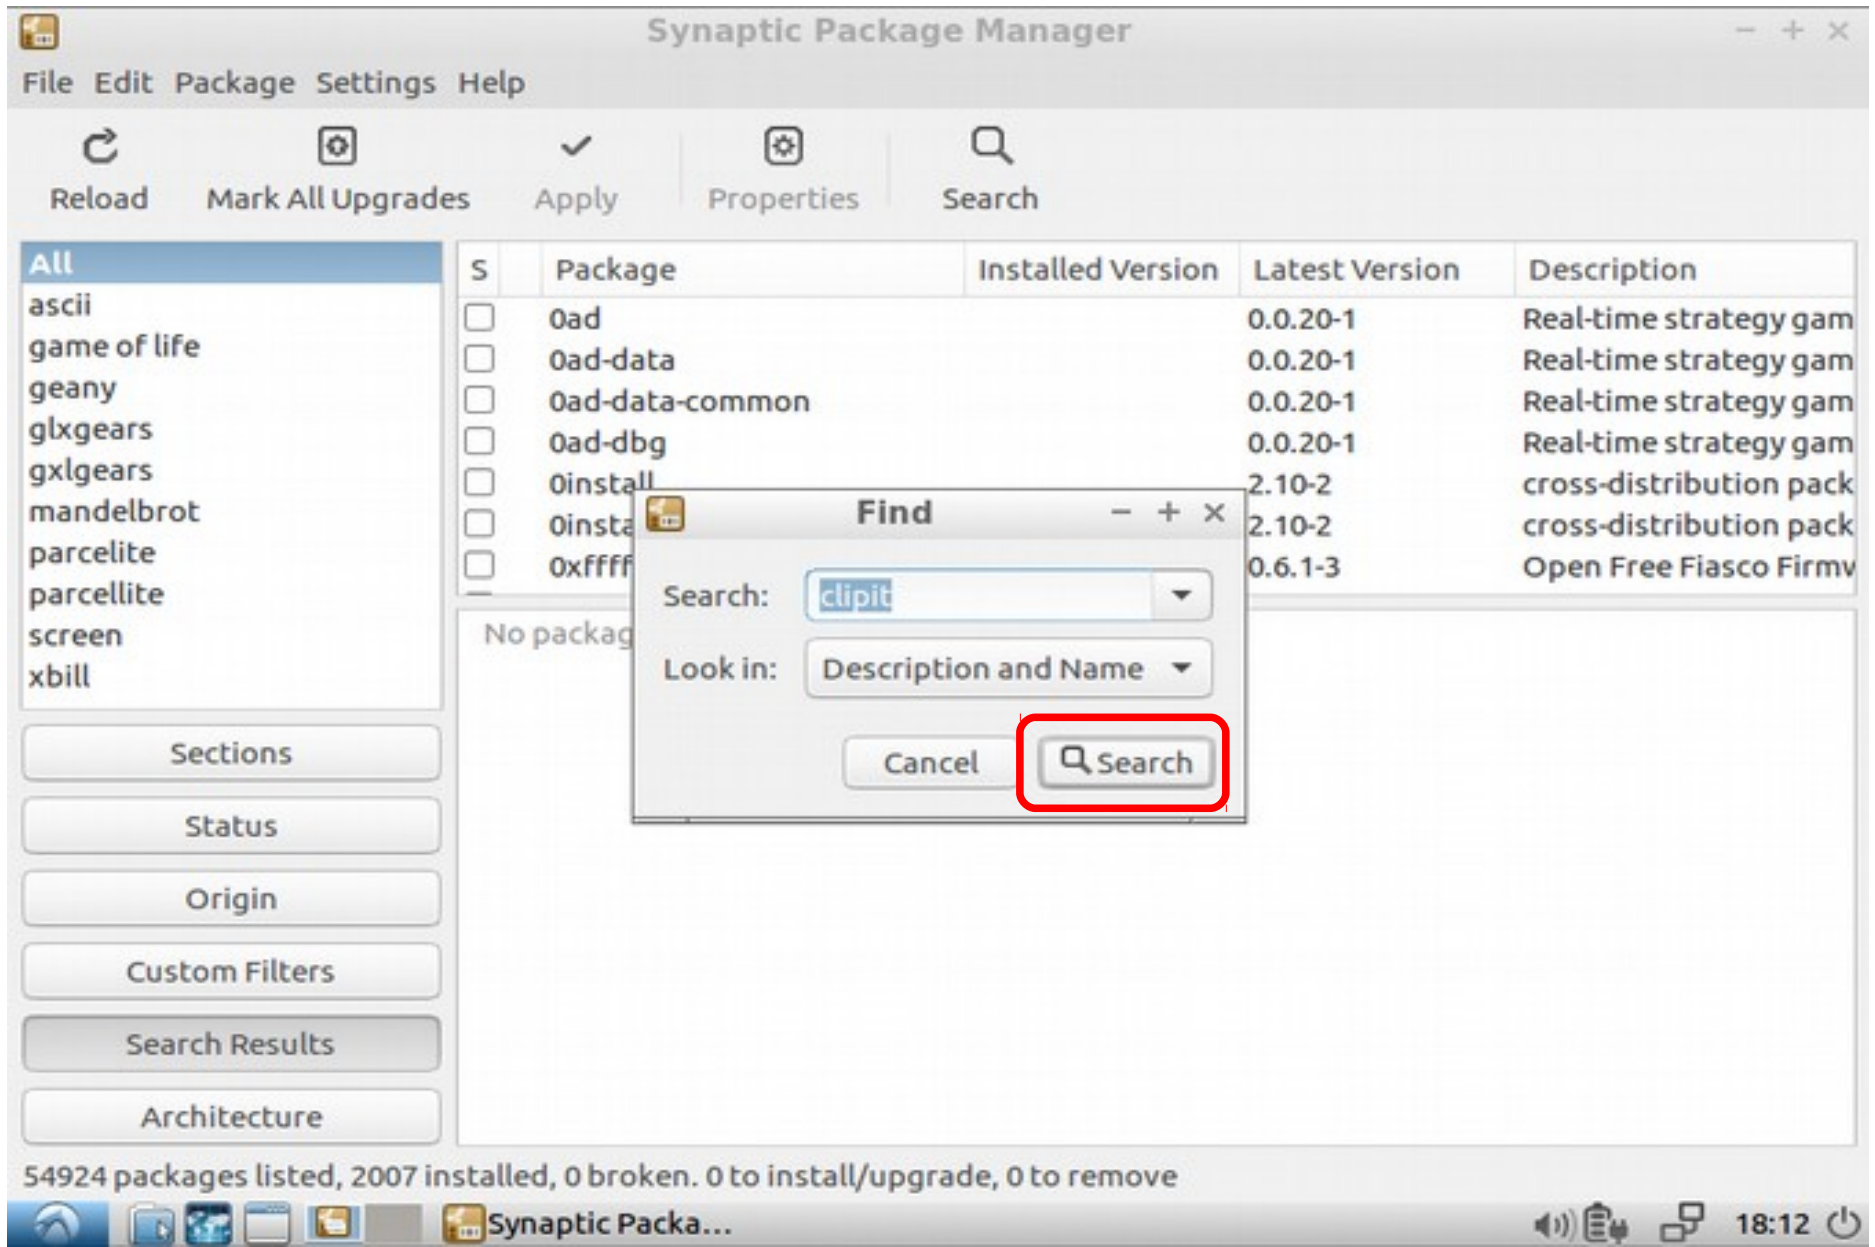 Synaptic Package Manager
File Edit Package Settings Help
Reload Mark All Upgrades Apply Properties Search
All
ascii
game of life
geany
glxgears
gxlgears
mandelbrot
parcelite
parcellite
screen
xbill
Sections
Status
Origin
Custom Filters
Search Results
Architecture
S Package Installed Version Latest Version Description
0ad 0.0.20-1 Real-time strategy gam
0ad-data 0.0.20-1 Real-time strategy gam
0ad-data-common 0.0.20-1 Real-time strategy gam
0ad-dbg 0.0.20-1 Real-time strategy gam
0install 2.10-2 cross-distribution pack
0insta 2.10-2 cross-distribution pack
0xffff 0.6.1-3 Open Free Fiasco Firmv
No packag
Find
Search: clipit
Look in: Description and Name
Cancel Search
54924 packages listed, 2007 installed, 0 broken. 0 to install/upgrade, 0 to remove
Synaptic Packa... 18:12